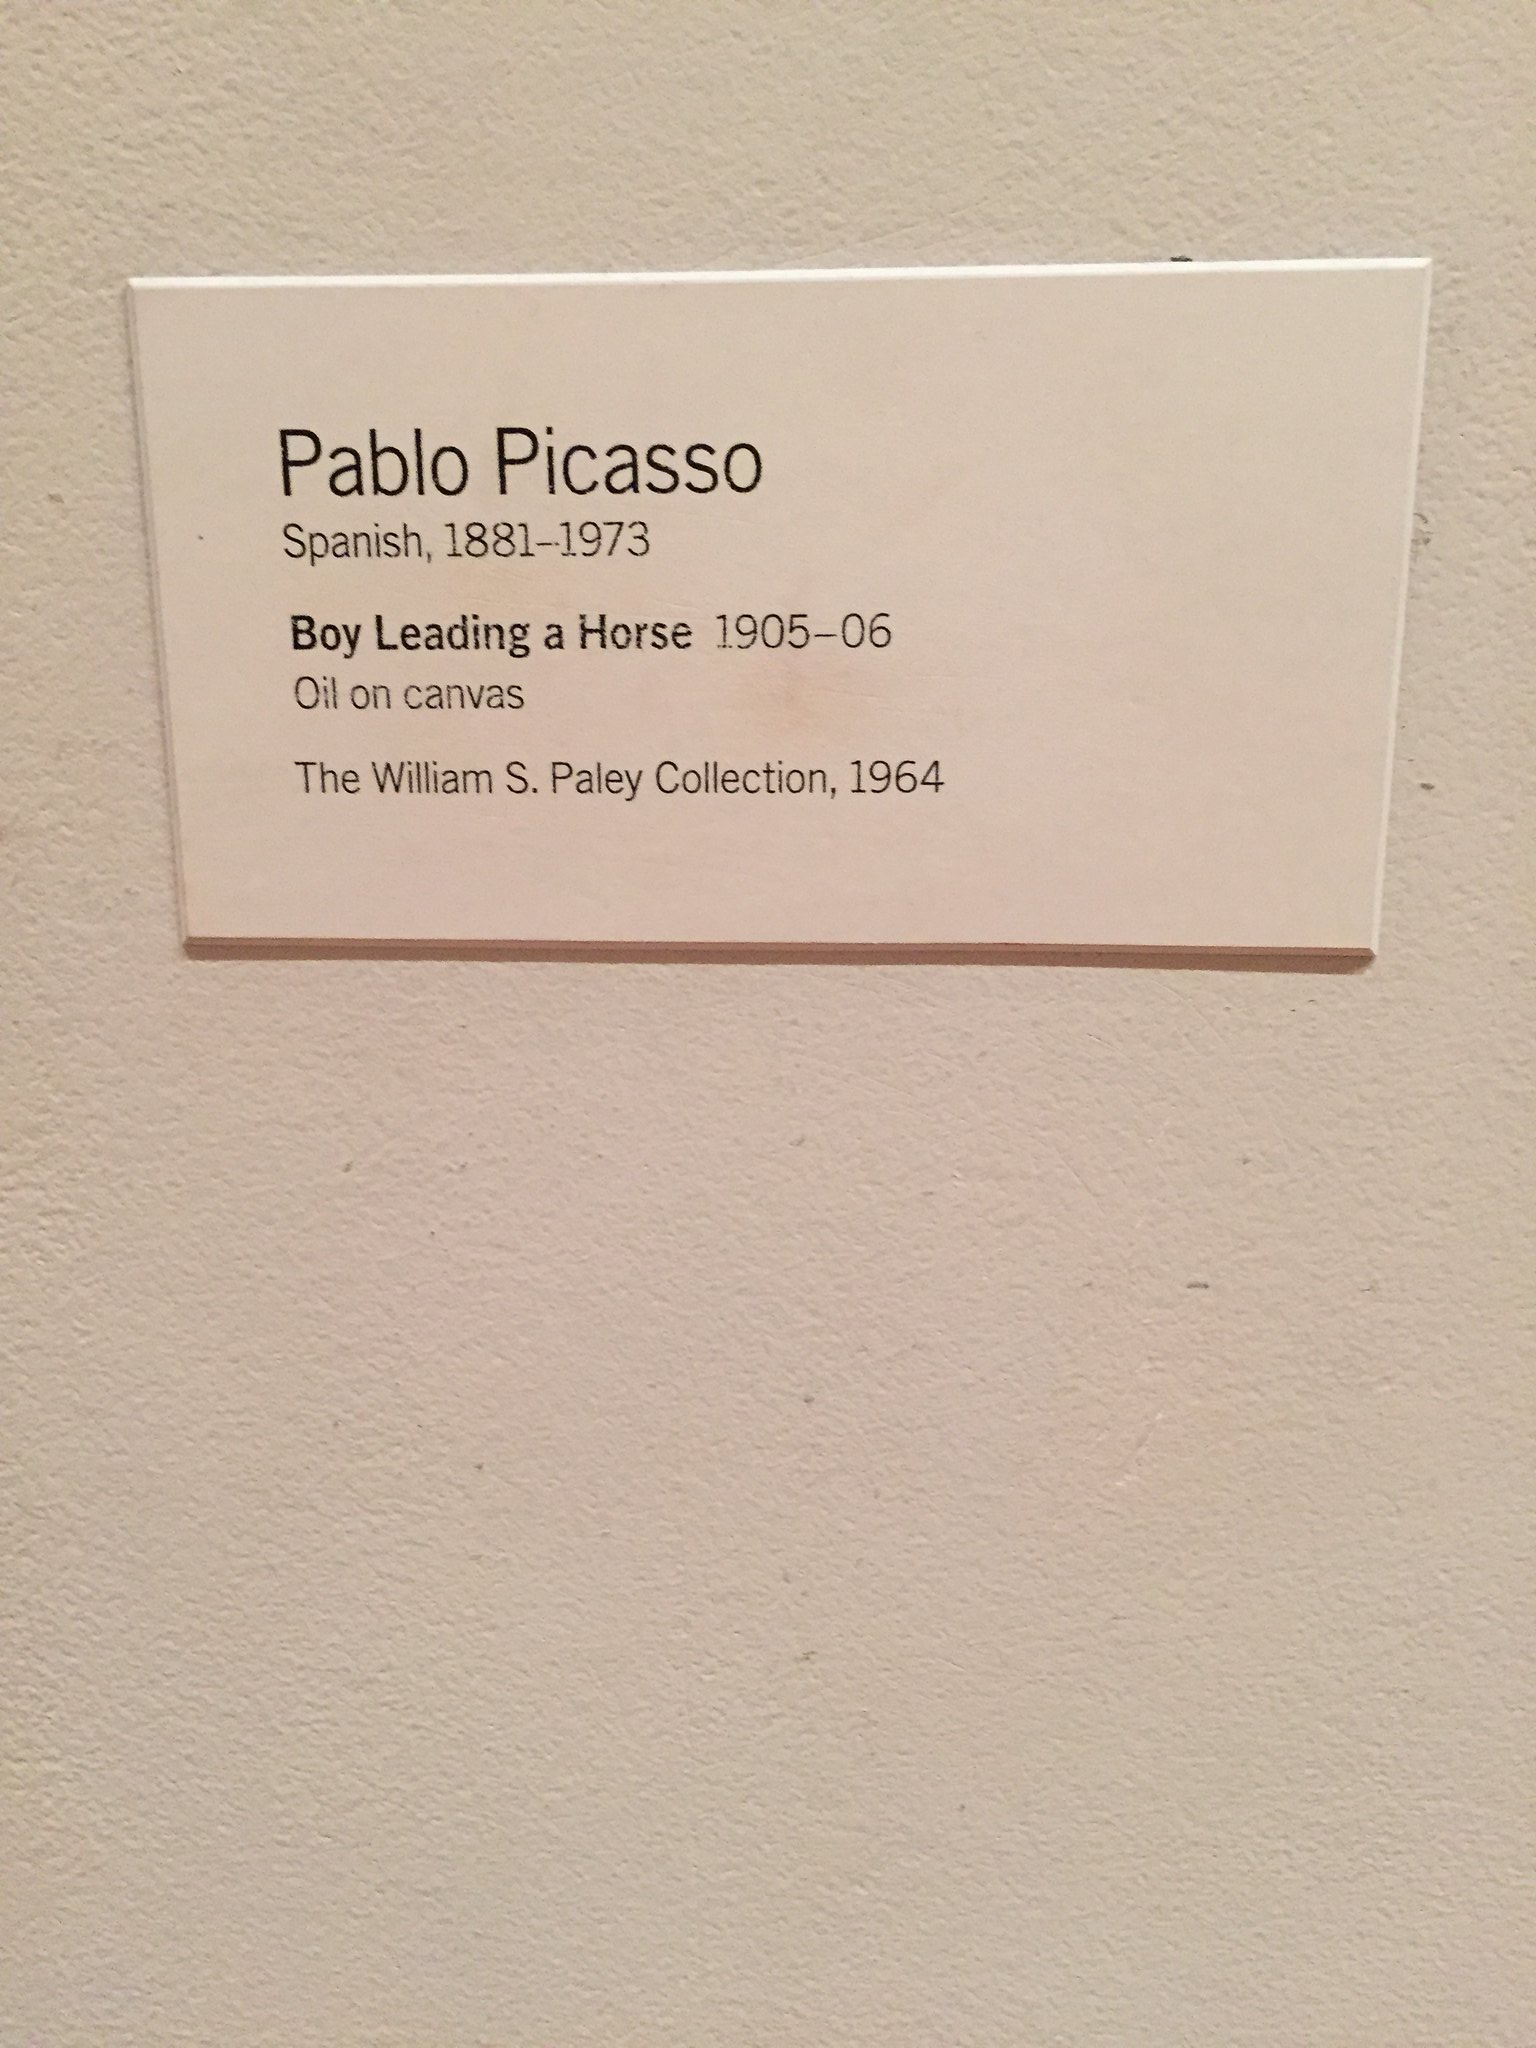 Pablo Picasso
Spanish, 1881–1973
Boy Leading a Horse 1905–06
Oil on canvas
The William S. Paley Collection, 1964